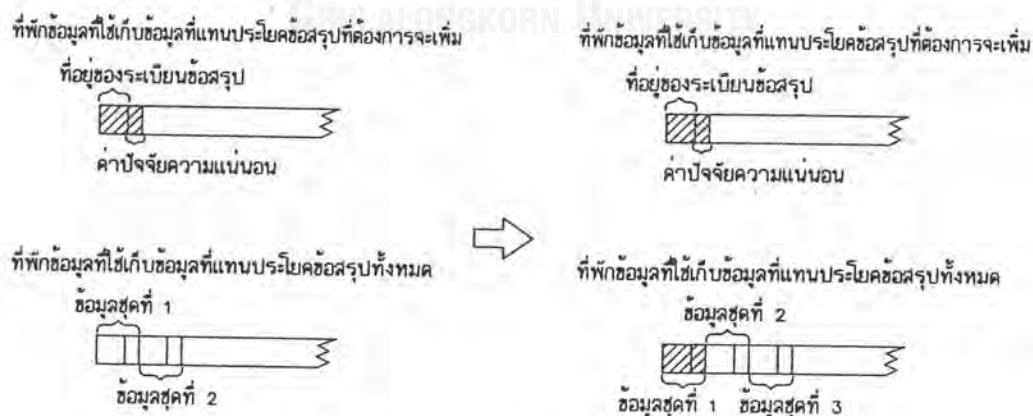 CHULALONGKORN UNIVERSITY
ที่พักข้อมูลที่ใช้เก็บข้อมูลที่แทนประโยคข้อสรุปที่ต้องการจะเพิ่ม
ที่อยู่ของระเบียนข้อสรุป
ค่าปัจจัยความแน่นอน
ที่พักข้อมูลที่ใช้เก็บข้อมูลที่แทนประโยคข้อสรุปทั้งหมด
ข้อมูลชุดที่ 1
ข้อมูลชุดที่ 2
ที่พักข้อมูลที่ใช้เก็บข้อมูลที่แทนประโยคข้อสรุปที่ต้องการจะเพิ่ม
ที่อยู่ของระเบียนข้อสรุป
ค่าปัจจัยความแน่นอน
ที่พักข้อมูลที่ใช้เก็บข้อมูลที่แทนประโยคข้อสรุปทั้งหมด
ข้อมูลชุดที่ 2
ข้อมูลชุดที่ 1 ข้อมูลชุดที่ 3